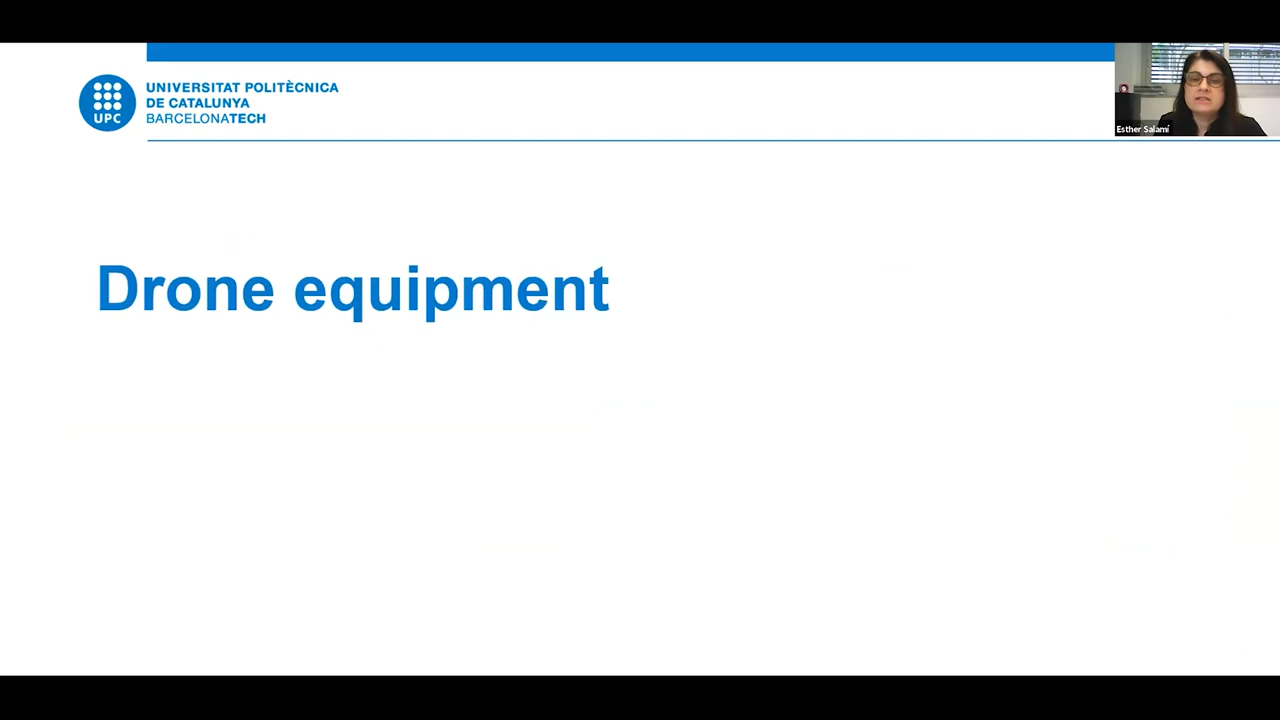 UNIVERSITAT POLITÈCNICA
DE CATALUNYA
BARCELONATECH
UPC
Esther Salamí
Drone equipment